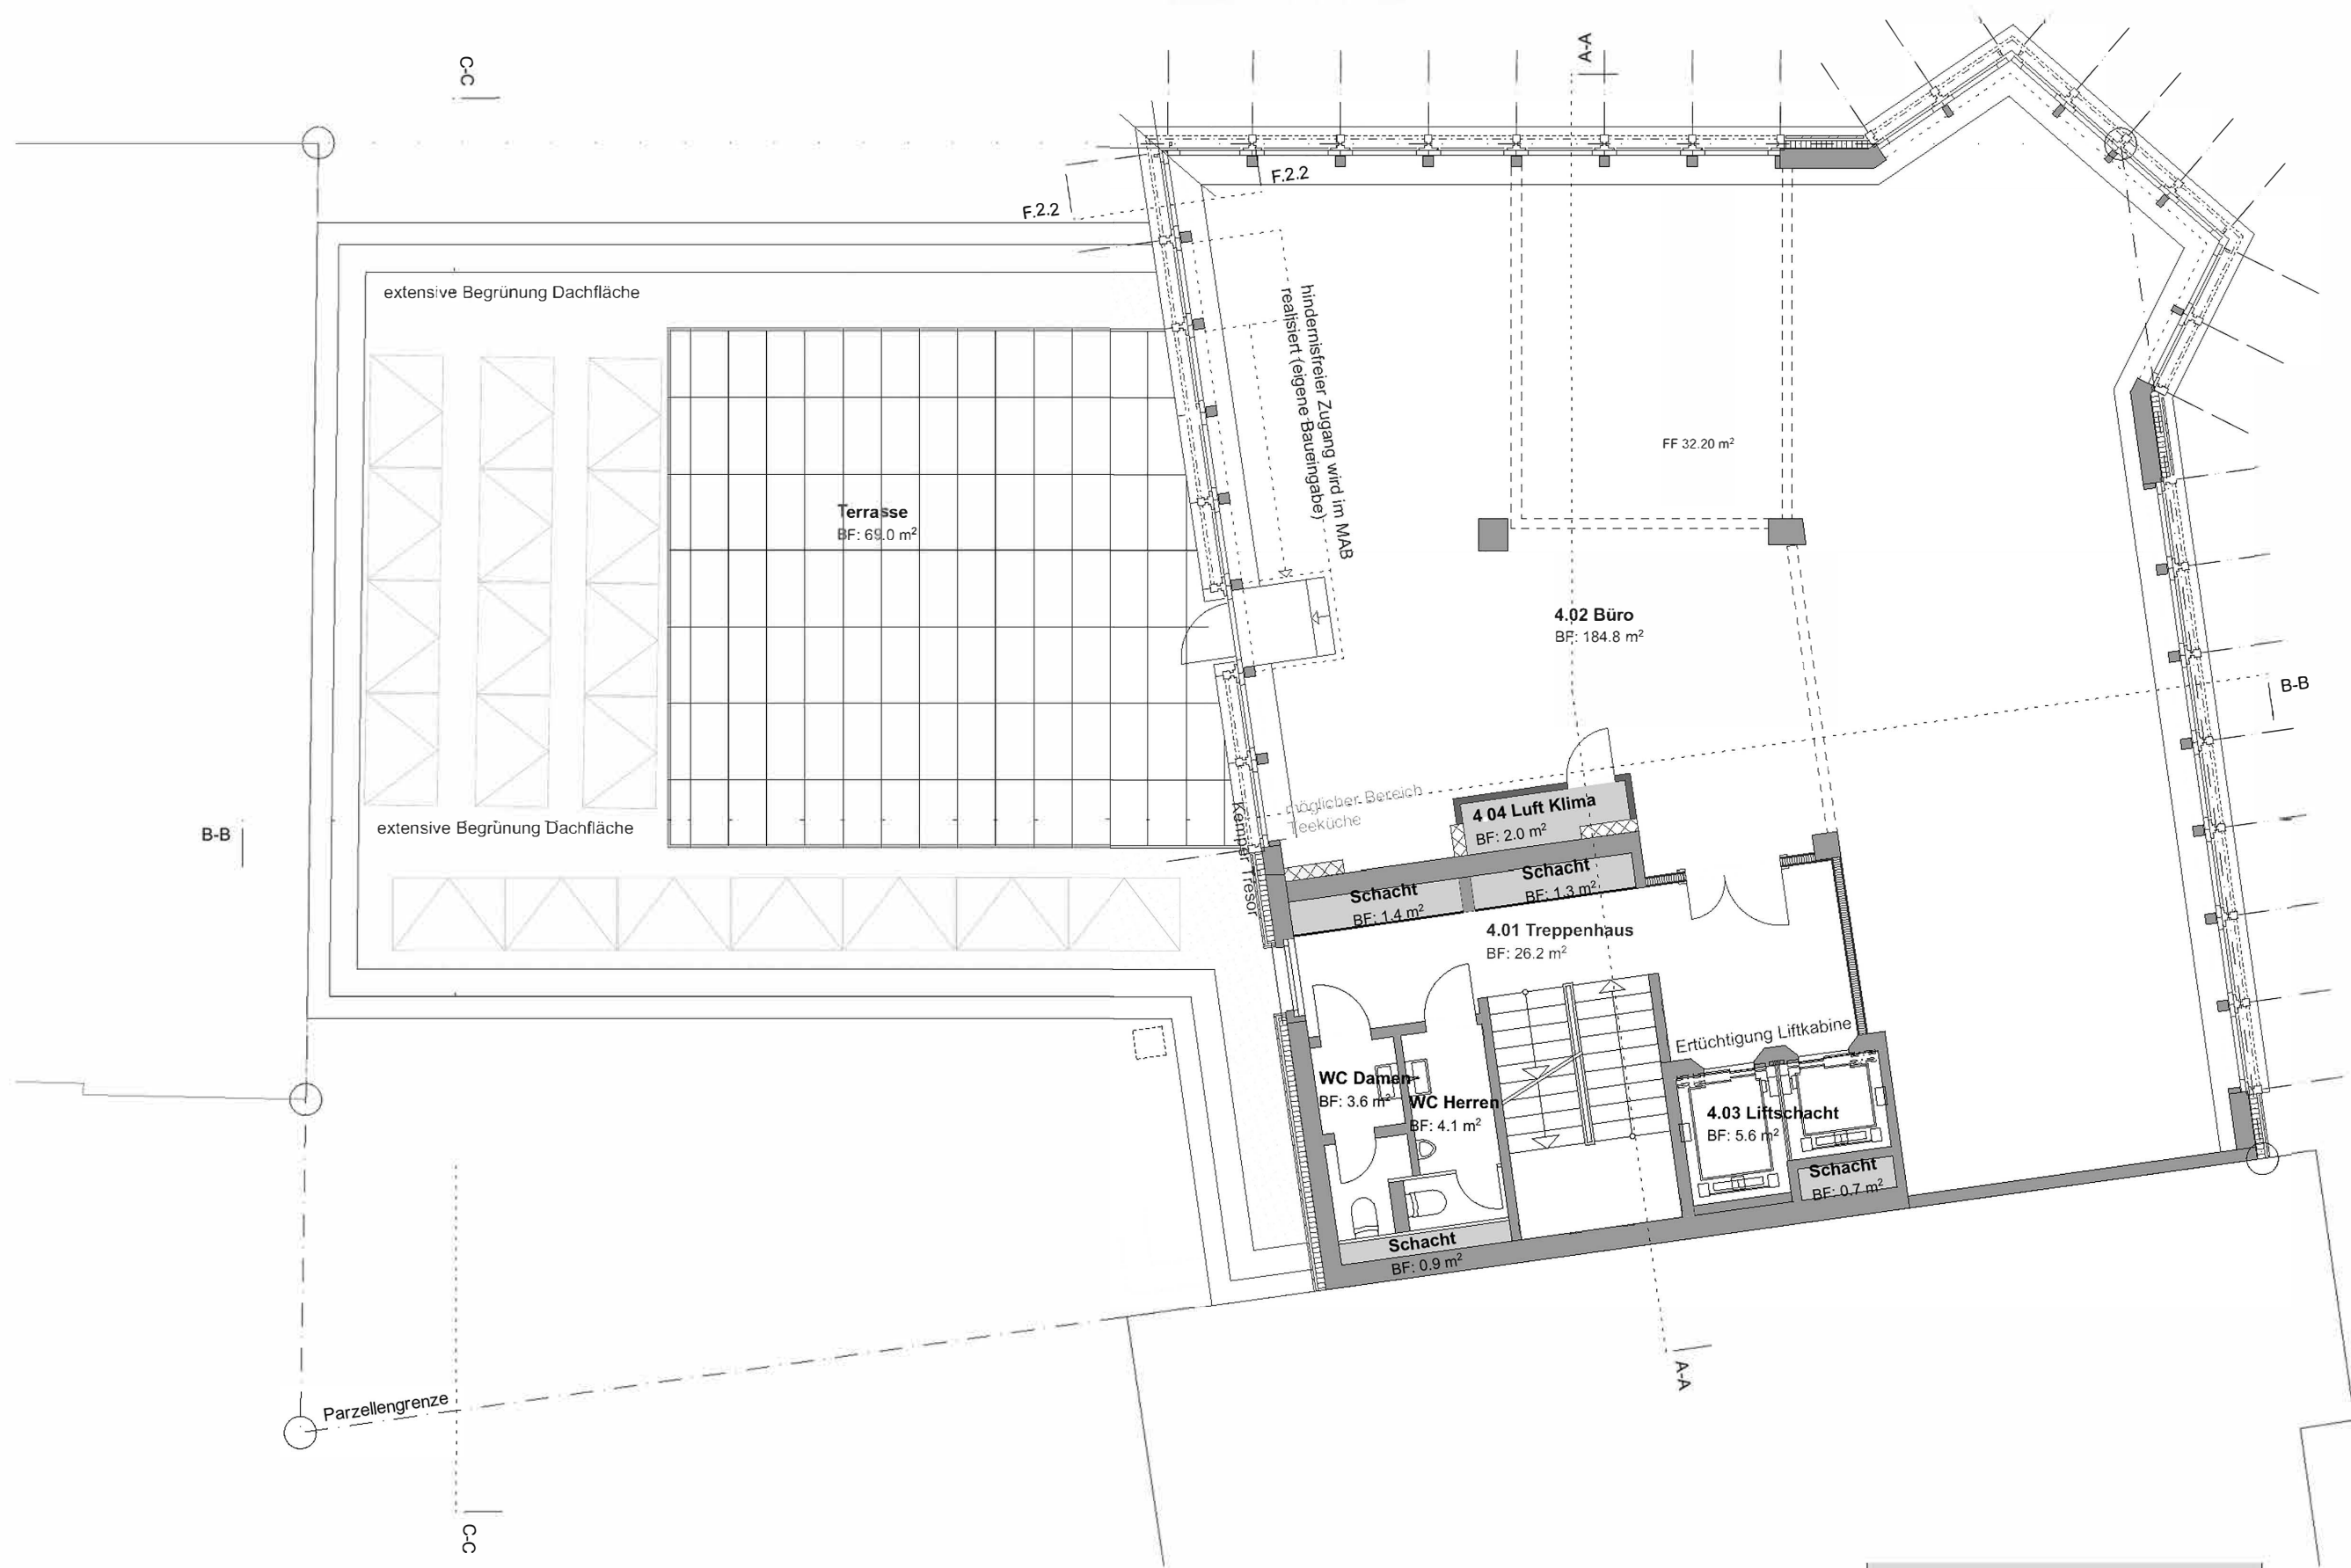 C-C
A-A
F.2.2
F.2.2
extensive Begrünung Dachfläche
hindernisfreier Zugang wird im MAB
realisiert (eigene Baueingabe)
FF 32.20 m²
Terrasse
BF: 69.0 m²
4.02 Büro
BF: 184.8 m²
B-B
möglicher Bereich
Teeküche
4.04 Luft Klima
BF: 2.0 m²
extensive Begrünung Dachfläche
B-B
Kemper Tresor
Schacht
BF: 1.4 m²
Schacht
BF: 1.3 m²
4.01 Treppenhaus
BF: 26.2 m²
Ertüchtigung Liftkabine
WC Damen
BF: 3.6 m²
WC Herren
BF: 4.1 m²
4.03 Liftschacht
BF: 5.6 m²
Schacht
BF: 0.7 m²
Schacht
BF: 0.9 m²
A-A
Parzellengrenze
C-C